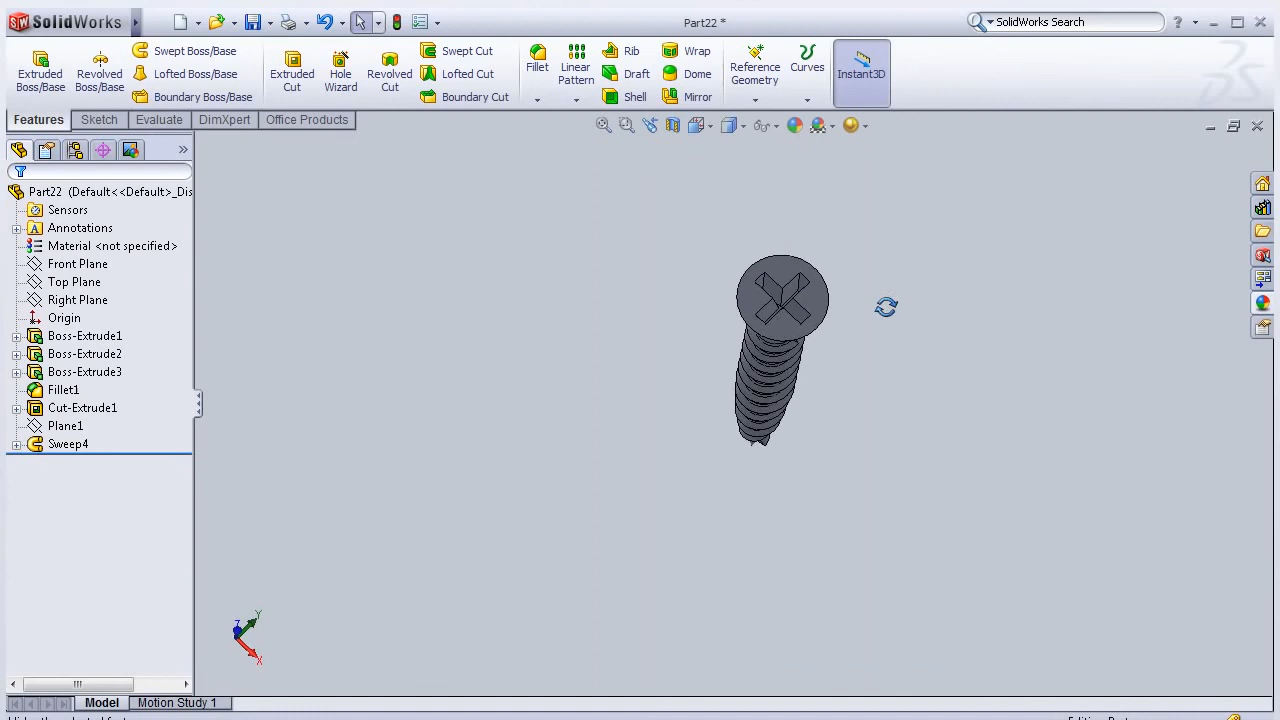 SolidWorks
Part22 *
SolidWorks Search
Extruded Boss/Base
Revolved Boss/Base
Swept Boss/Base
Lofted Boss/Base
Boundary Boss/Base
Extruded Cut
Hole Wizard
Revolved Cut
Swept Cut
Lofted Cut
Boundary Cut
Fillet
Linear Pattern
Rib
Draft
Shell
Wrap
Dome
Mirror
Reference Geometry
Curves
Instant3D
Features Sketch Evaluate DimXpert Office Products
Part22 (Default<<Default>_Dis
Sensors
Annotations
Material <not specified>
Front Plane
Top Plane
Right Plane
Origin
Boss-Extrude1
Boss-Extrude2
Boss-Extrude3
Fillet1
Cut-Extrude1
Plane1
Sweep4
Y
Z
X
Model Motion Study 1